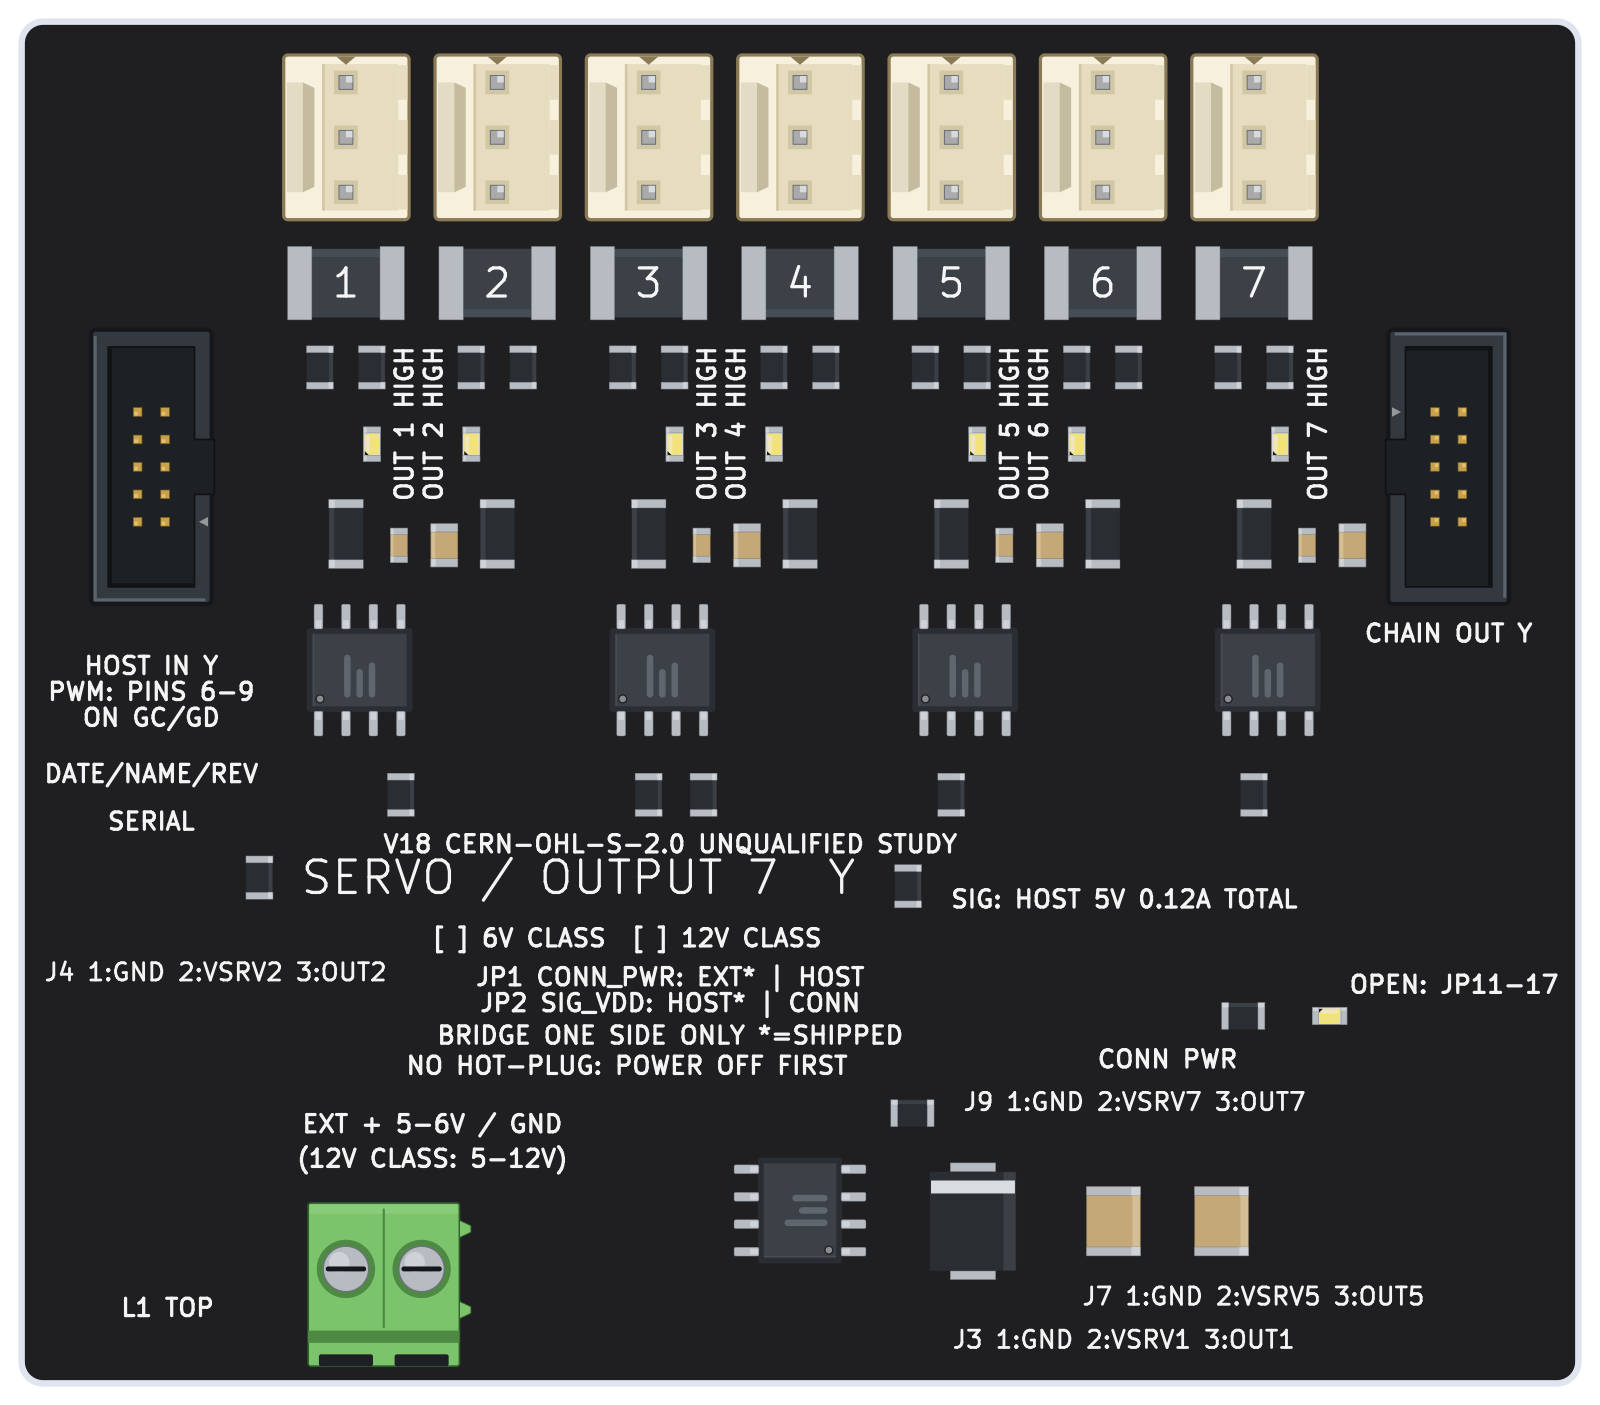 1 2 3 4 5 6 7
OUT 1 HIGH
OUT 2 HIGH
OUT 3 HIGH
OUT 4 HIGH
OUT 5 HIGH
OUT 6 HIGH
OUT 7 HIGH
CHAIN OUT Y
HOST IN Y
PWM: PINS 6-9
ON GC/GD
DATE/NAME/REV
SERIAL
V18 CERN-OHL-S-2.0 UNQUALIFIED STUDY
SERVO / OUTPUT 7 Y
SIG: HOST 5V 0.12A TOTAL
[ ] 6V CLASS [ ] 12V CLASS
J4 1:GND 2:VSRV2 3:OUT2
JP1 CONN_PWR: EXT* | HOST
JP2 SIG_VDD: HOST* | CONN
BRIDGE ONE SIDE ONLY *=SHIPPED
NO HOT-PLUG: POWER OFF FIRST
OPEN: JP11-17
CONN PWR
J9 1:GND 2:VSRV7 3:OUT7
EXT + 5-6V / GND
(12V CLASS: 5-12V)
L1 TOP
J7 1:GND 2:VSRV5 3:OUT5
J3 1:GND 2:VSRV1 3:OUT1